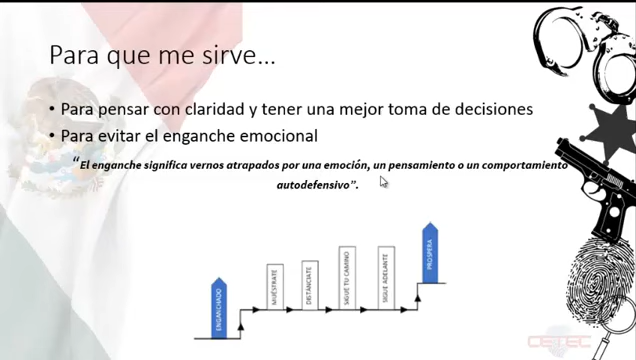 Para que me sirve...
• Para pensar con claridad y tener una mejor toma de decisiones
• Para evitar el enganche emocional
“El enganche significa vernos atrapados por una emoción, un pensamiento o un comportamiento
autodefensivo”.
ENGANCHADO
MUÉSTRATE
DISTÁNCIATE
SIGUE TU CAMINO
SIGUE ADELANTE
PROSPERA
CETEC